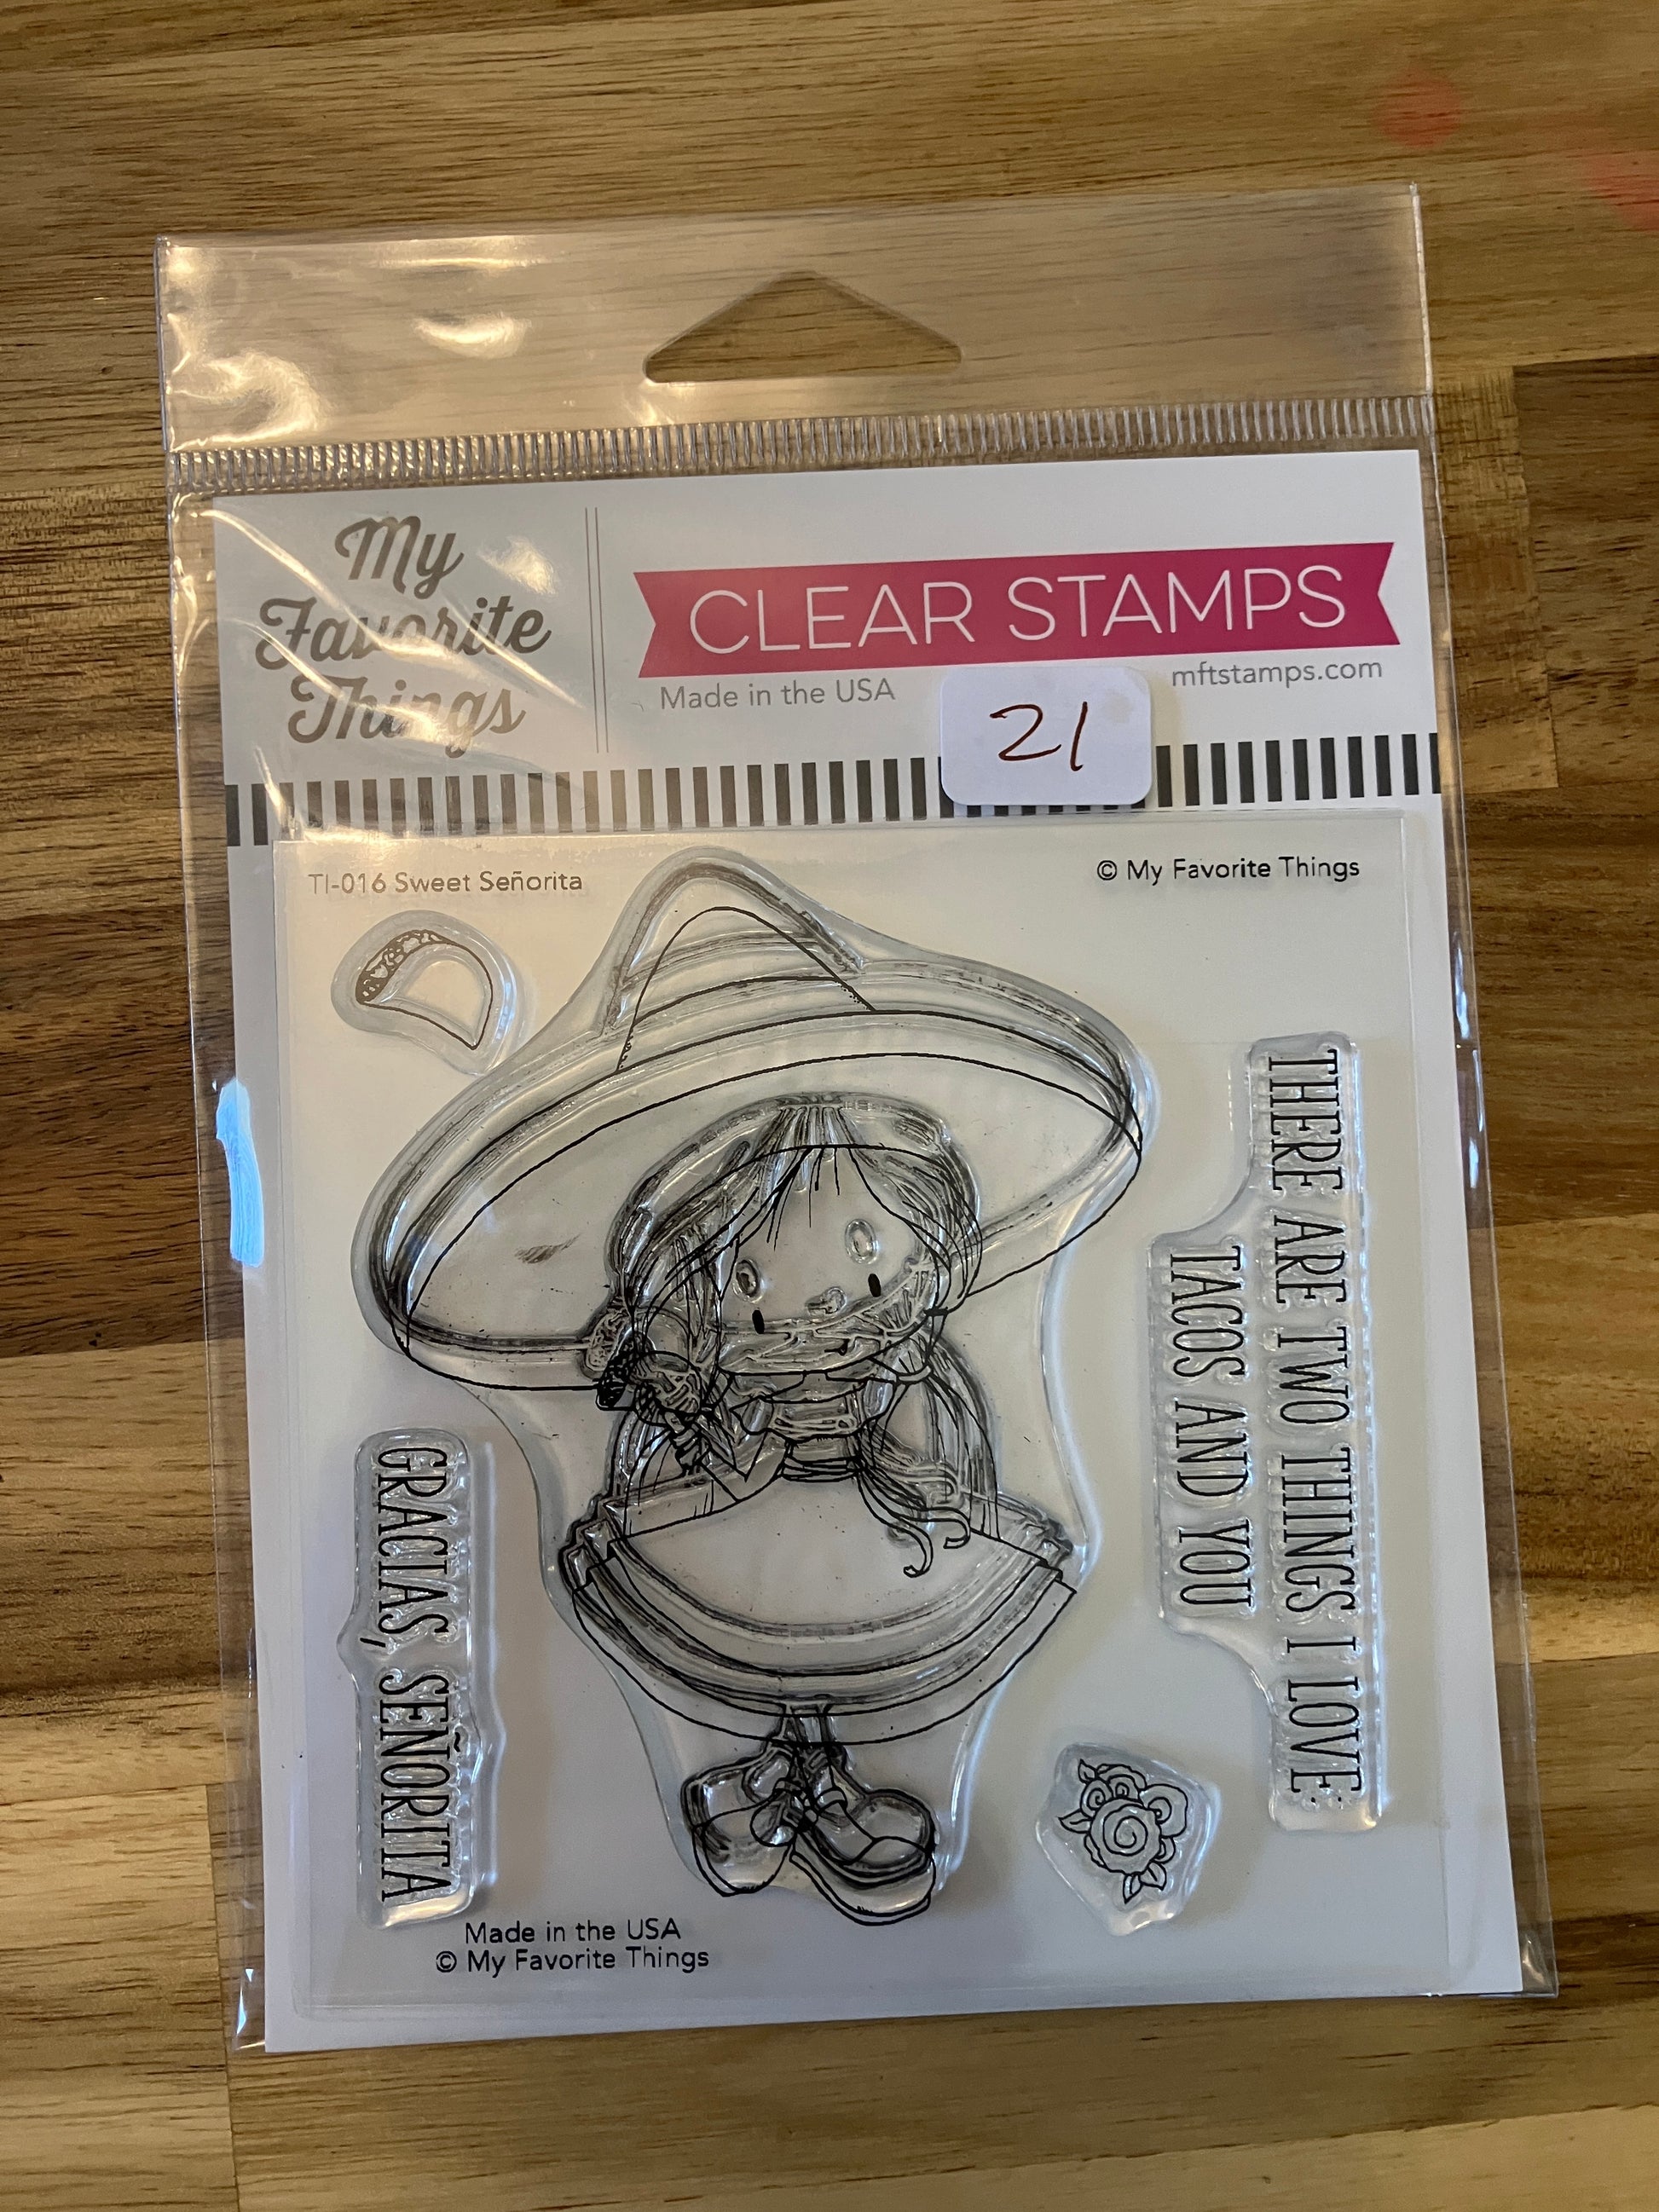 My
Favorite
Things
CLEAR STAMPS
Made in the USA
mftstamps.com
21
TI-016 Sweet Señorita
© My Favorite Things
THERE ARE TWO THINGS I LOVE:
TACOS AND YOU
GRACIAS, SEÑORITA
Made in the USA
© My Favorite Things